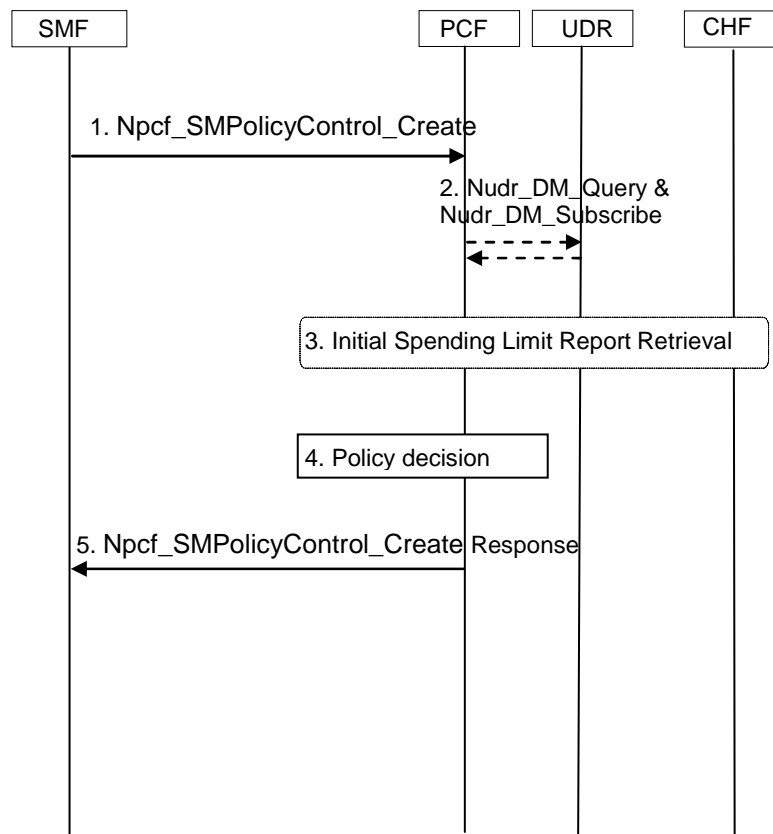 SMF
PCF
UDR
CHF
1. Npcf_SMPolicyControl_Create
2. Nudr_DM_Query &
Nudr_DM_Subscribe
3. Initial Spending Limit Report Retrieval
4. Policy decision
5. Npcf_SMPolicyControl_Create Response